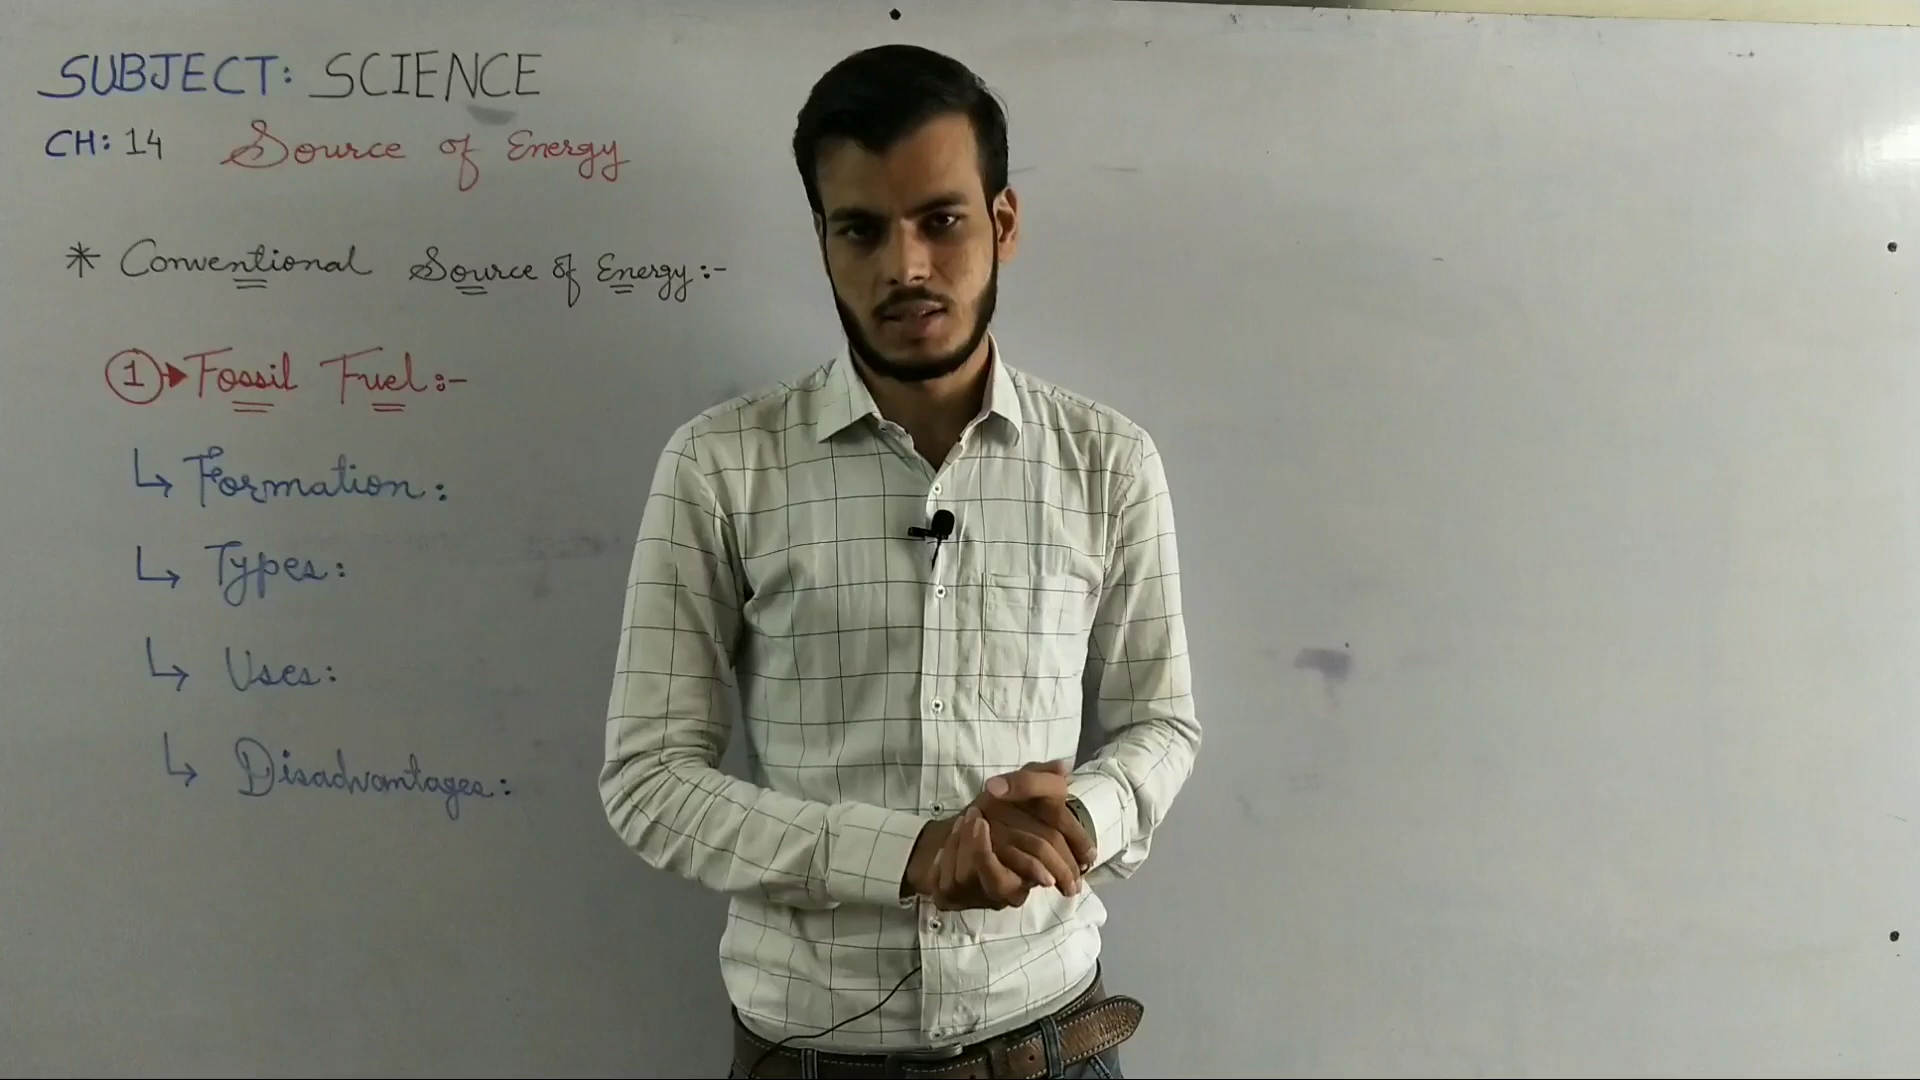 SUBJECT: SCIENCE
CH: 14 Source of Energy
* Conventional Source of Energy:-
① → Fossil Fuel:-
↳ Formation:
↳ Types:
↳ Uses:
↳ Disadvantages: